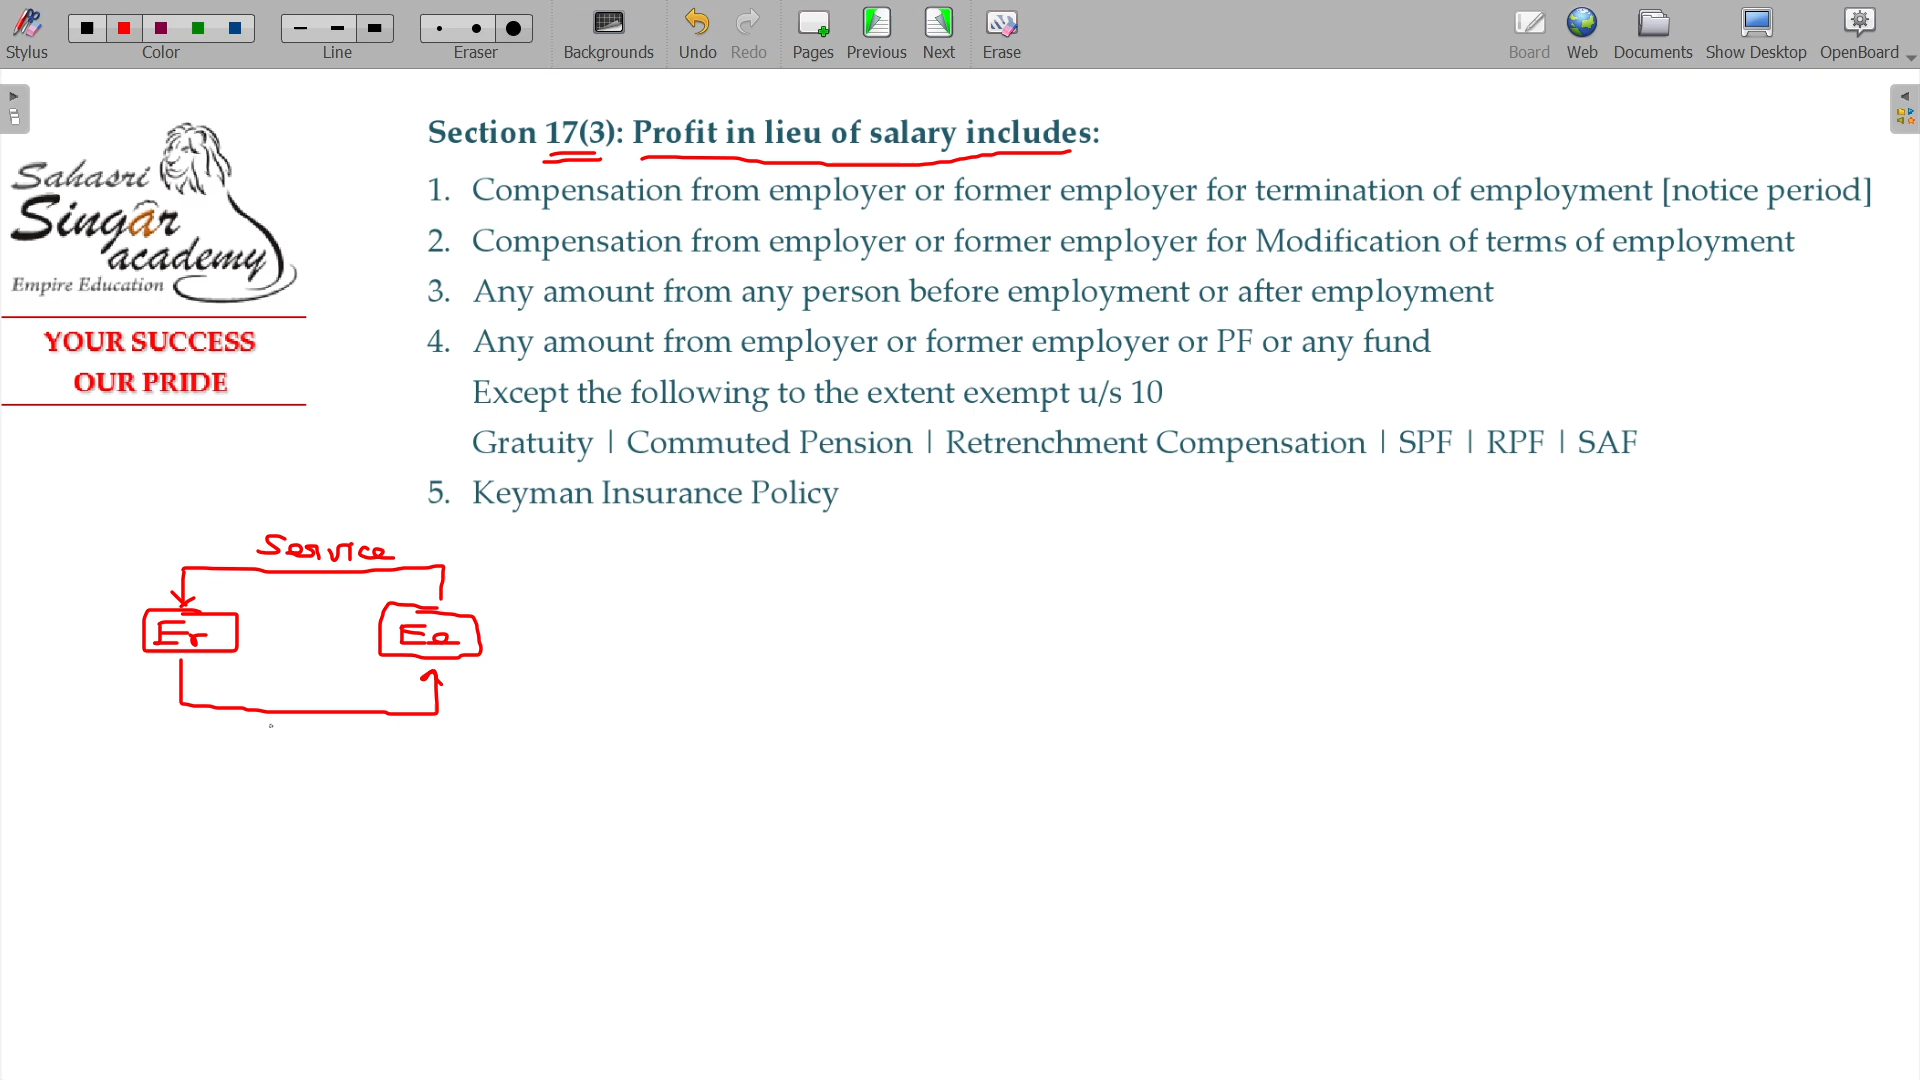 Stylus
Color
Line
Eraser
Backgrounds
Undo
Redo
Pages
Previous
Next
Erase
Board
Web
Documents
Show Desktop
OpenBoard
Sahasri
Singār
academy
Empire Education
YOUR SUCCESS
OUR PRIDE
Section 17(3): Profit in lieu of salary includes:
1. Compensation from employer or former employer for termination of employment [notice period]
2. Compensation from employer or former employer for Modification of terms of employment
3. Any amount from any person before employment or after employment
4. Any amount from employer or former employer or PF or any fund
Except the following to the extent exempt u/s 10
Gratuity | Commuted Pension | Retrenchment Compensation | SPF | RPF | SAF
5. Keyman Insurance Policy
Service
Er
Ee